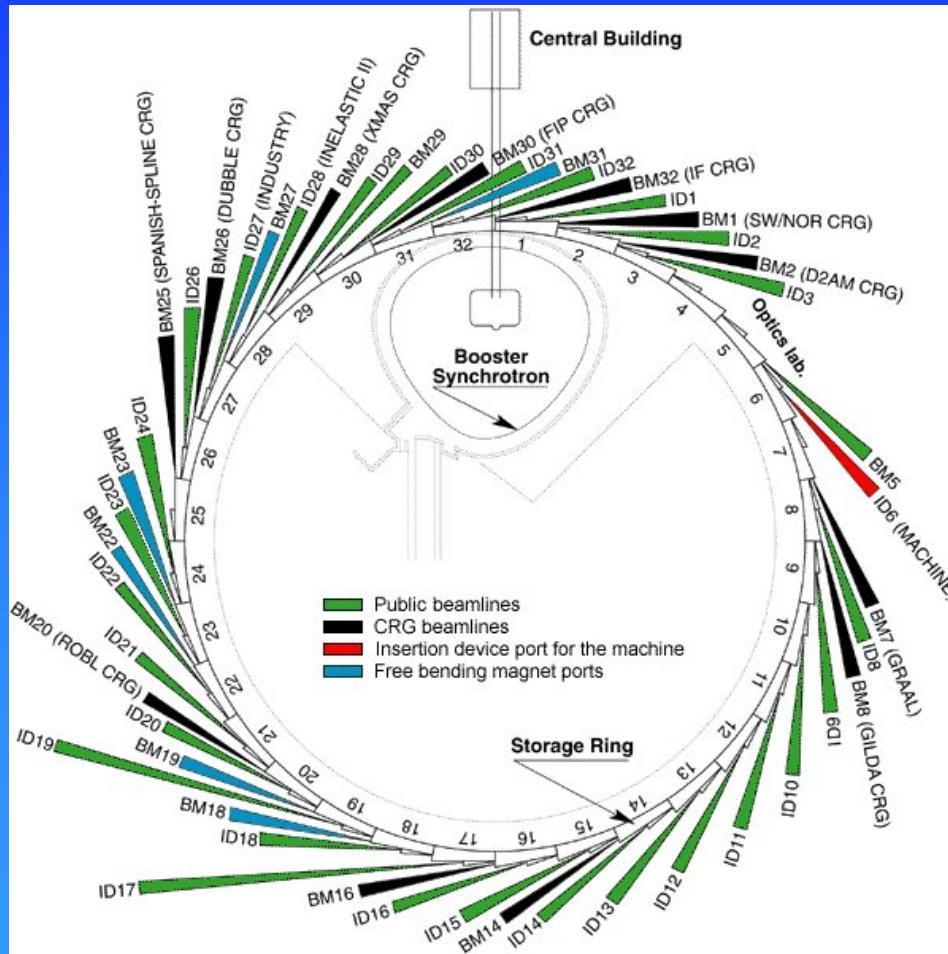 Central Building
BM25 (SPANISH-SPLINE CRG)
ID26
BM26 (DUBBLE CRG)
ID27 (INDUSTRY)
BM27
ID28 (INELASTIC II)
BM28 (XMAS CRG)
ID29
BM29
ID30
BM30 (FIP CRG)
ID31
BM31
ID32
BM32 (IF CRG)
ID1
BM1 (SW/NOR CRG)
ID2
BM2 (D2AM CRG)
ID3
Optics lab.
BM5
ID6 (MACHINE)
BM7 (GRAAL)
ID8
BM8 (GILDA CRG)
ID9
ID10
ID11
ID12
ID13
ID14
BM14
ID15
ID16
BM16
ID17
ID18
BM18
BM19
ID19
ID20
BM20 (ROBL CRG)
ID21
ID22
BM22
ID23
BM23
ID24
1
2
3
4
5
6
7
8
9
10
11
12
13
14
15
16
17
18
19
20
21
22
23
24
25
26
27
28
29
30
31
32
Booster
Synchrotron
Public beamlines
CRG beamlines
Insertion device port for the machine
Free bending magnet ports
Storage Ring